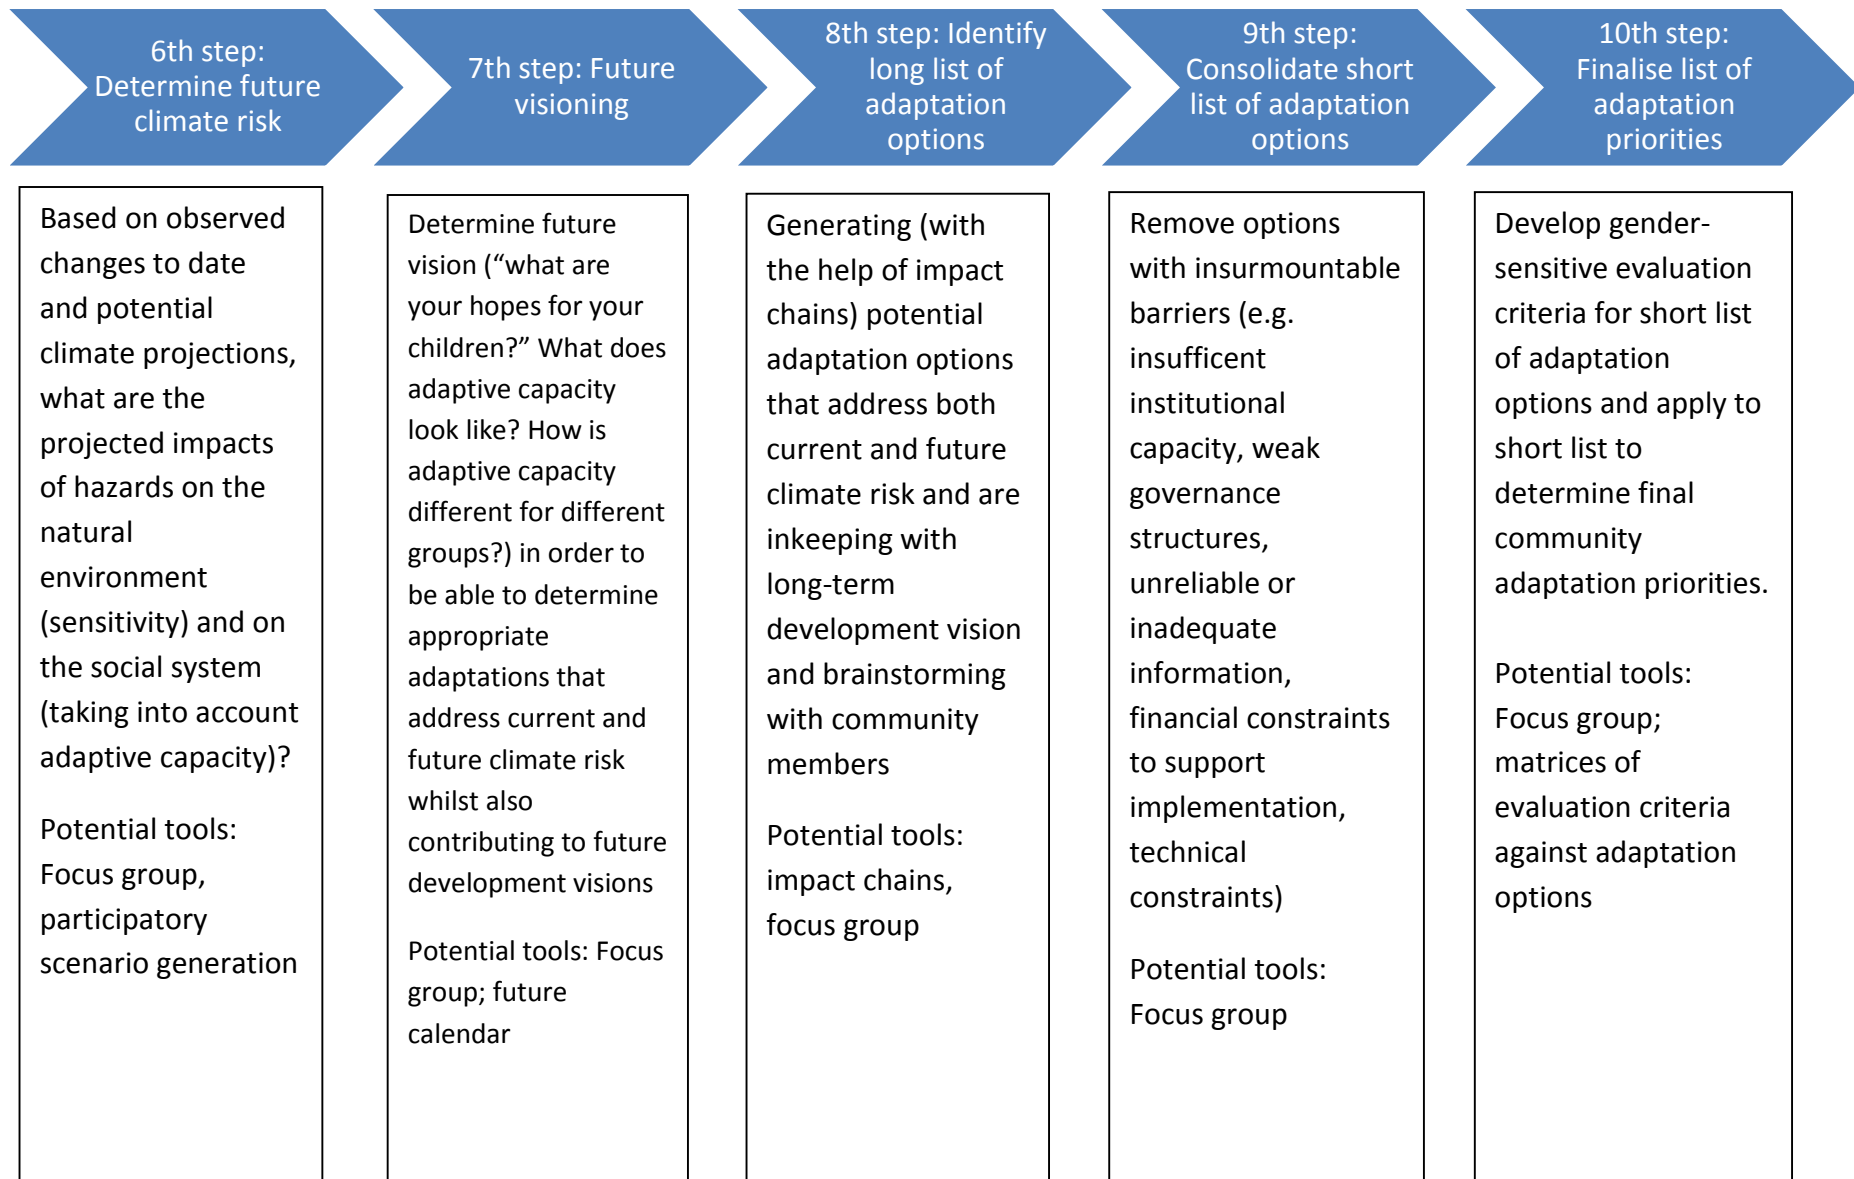 6th step:
Determine future
climate risk
7th step: Future
visioning
8th step: Identify
long list of
adaptation
options
9th step:
Consolidate short
list of adaptation
options
10th step:
Finalise list of
adaptation
priorities
Based on observed
changes to date
and potential
climate projections,
what are the
projected impacts
of hazards on the
natural
environment
(sensitivity) and on
the social system
(taking into account
adaptive capacity)?
Potential tools:
Focus group,
participatory
scenario generation
Determine future
vision (“what are
your hopes for your
children?” What does
adaptive capacity
look like? How is
adaptive capacity
different for different
groups?) in order to
be able to determine
appropriate
adaptations that
address current and
future climate risk
whilst also
contributing to future
development visions
Potential tools: Focus
group; future
calendar
Generating (with
the help of impact
chains) potential
adaptation options
that address both
current and future
climate risk and are
inkeeping with
long-term
development vision
and brainstorming
with community
members
Potential tools:
impact chains,
focus group
Remove options
with insurmountable
barriers (e.g.
insufficent
institutional
capacity, weak
governance
structures,
unreliable or
inadequate
information,
financial constraints
to support
implementation,
technical
constraints)
Potential tools:
Focus group
Develop gender-
sensitive evaluation
criteria for short list
of adaptation
options and apply to
short list to
determine final
community
adaptation priorities.
Potential tools:
Focus group;
matrices of
evaluation criteria
against adaptation
options